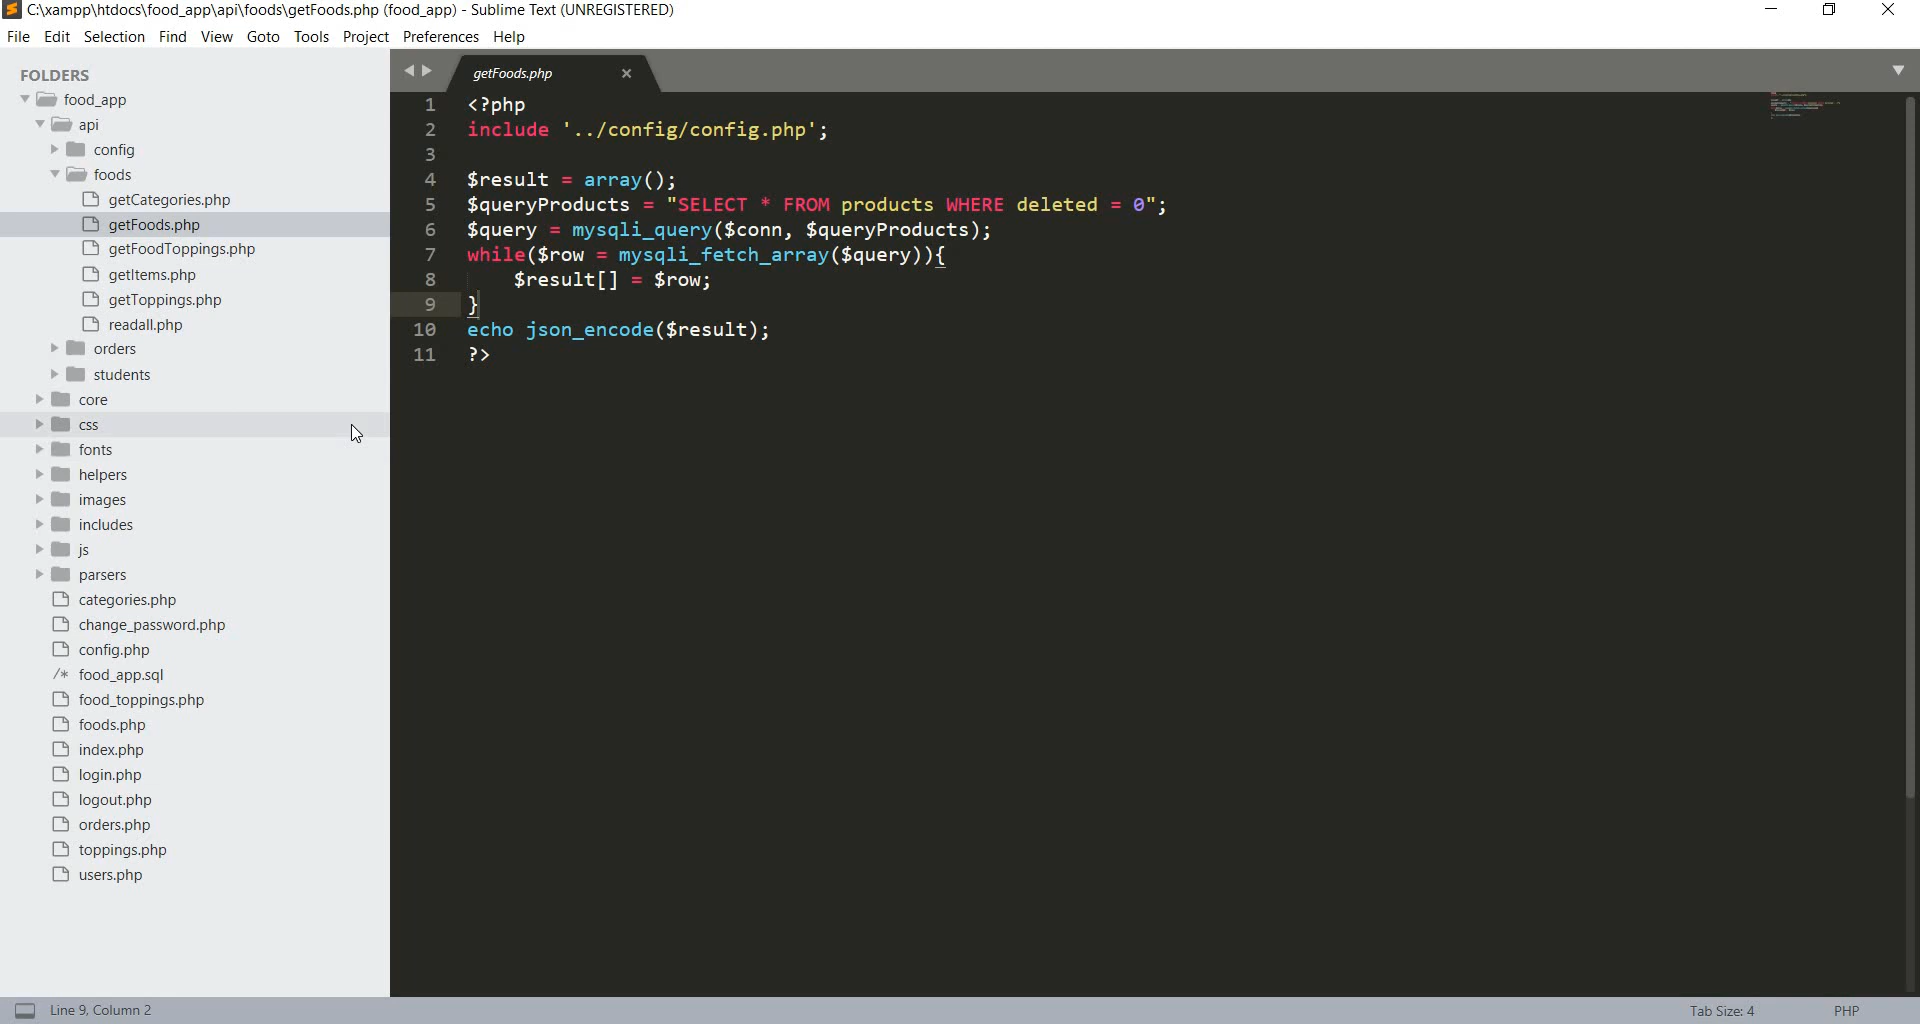 C:\xampp\htdocs\food_app\api\foods\getFoods.php (food_app) - Sublime Text (UNREGISTERED)
File Edit Selection Find View Goto Tools Project Preferences Help
FOLDERS
food_app
api
config
foods
getCategories.php
getFoods.php
getFoodToppings.php
getItems.php
getToppings.php
readall.php
orders
students
core
css
fonts
helpers
images
includes
js
parsers
categories.php
change_password.php
config.php
/* food_app.sql
food_toppings.php
foods.php
index.php
login.php
logout.php
orders.php
toppings.php
users.php
getFoods.php
1 <?php
2 include '../config/config.php';
3
4 $result = array();
5 $queryProducts = "SELECT * FROM products WHERE deleted = 0";
6 $query = mysqli_query($conn, $queryProducts);
7 while($row = mysqli_fetch_array($query)){
8     $result[] = $row;
9 }
10 echo json_encode($result);
11 ?>
Line 9, Column 2
Tab Size: 4 PHP